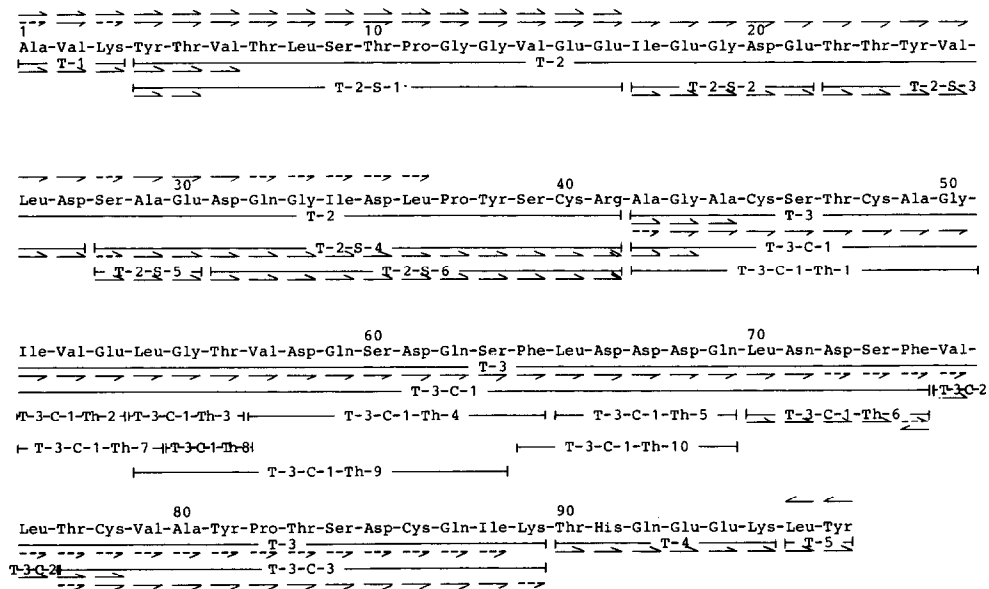 1 10 20
Ala-Val-Lys-Tyr-Thr-Val-Thr-Leu-Ser-Thr-Pro-Gly-Gly-Val-Glu-Glu-Ile-Glu-Gly-Asp-Glu-Thr-Thr-Tyr-Val-
T-1 T-2
T-2-S-1 T-2-S-2 T-2-S-3
30 40 50
Leu-Asp-Ser-Ala-Glu-Asp-Gln-Gly-Ile-Asp-Leu-Pro-Tyr-Ser-Cys-Arg-Ala-Gly-Ala-Cys-Ser-Thr-Cys-Ala-Gly-
T-2 T-3
T-2-S-4 T-3-C-1
T-2-S-5 T-2-S-6 T-3-C-1-Th-1
60 70
Ile-Val-Glu-Leu-Gly-Thr-Val-Asp-Gln-Ser-Asp-Gln-Ser-Phe-Leu-Asp-Asp-Asp-Gln-Leu-Asn-Asp-Ser-Phe-Val-
T-3
T-3-C-1 T-3-C-2
T-3-C-1-Th-2 T-3-C-1-Th-3 T-3-C-1-Th-4 T-3-C-1-Th-5 T-3-C-1-Th-6
T-3-C-1-Th-7 T-3-C-1-Th-8 T-3-C-1-Th-10
T-3-C-1-Th-9
80 90
Leu-Thr-Cys-Val-Ala-Tyr-Pro-Thr-Ser-Asp-Cys-Gln-Ile-Lys-Thr-His-Gln-Glu-Glu-Lys-Leu-Tyr
T-3 T-4 T-5
T-3-C-2 T-3-C-3